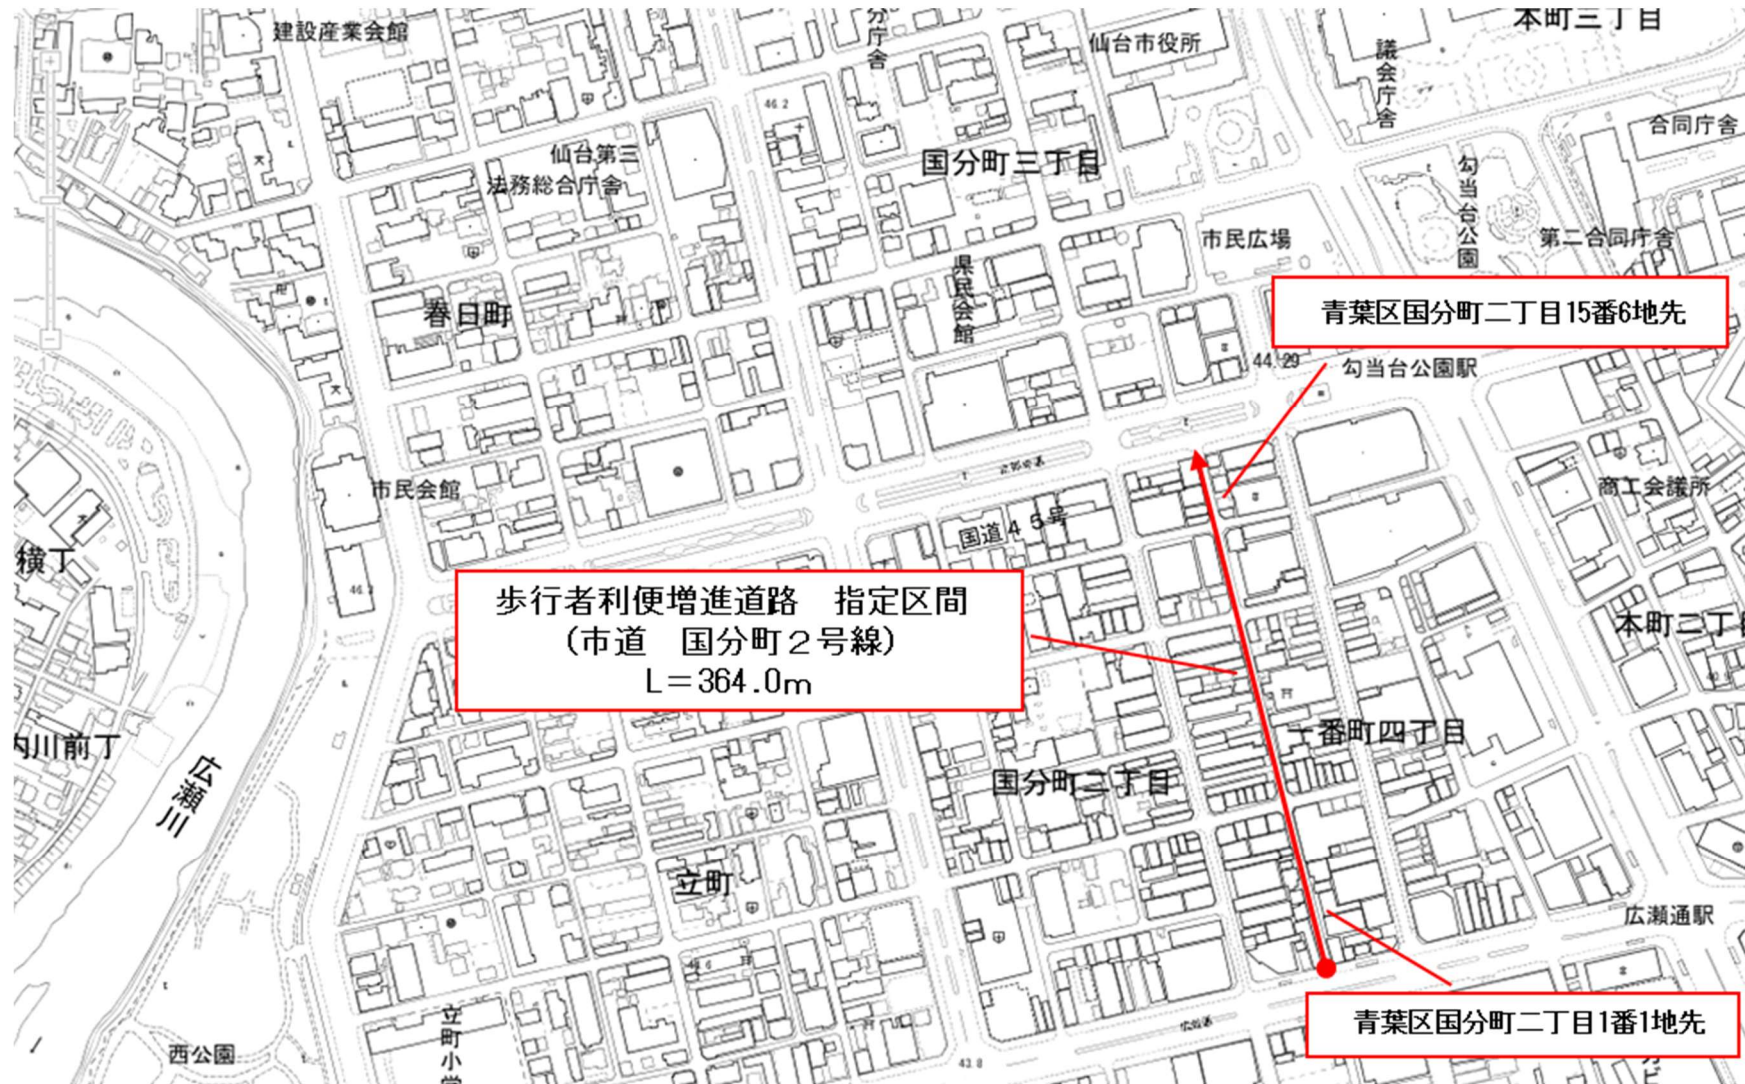 建設産業会館
分庁舎
仙台市役所
本町三丁目
議会庁舎
合同庁舎
46.2
仙台第三
法務総合庁舎
国分町三丁目
勾当台公園
市民広場
第二合同庁舎
県民会館
春日町
青葉区国分町二丁目15番6地先
44.29
勾当台公園駅
市民会館
商工会議所
国道45号
横丁
46.3
歩行者利便増進道路 指定区間
(市道 国分町2号線)
L=364.0m
本町二丁目
内川前丁
広瀬川
一番町四丁目
国分町二丁目
立町
広瀬通駅
青葉区国分町二丁目1番1地先
立町小学
西公園
43.8